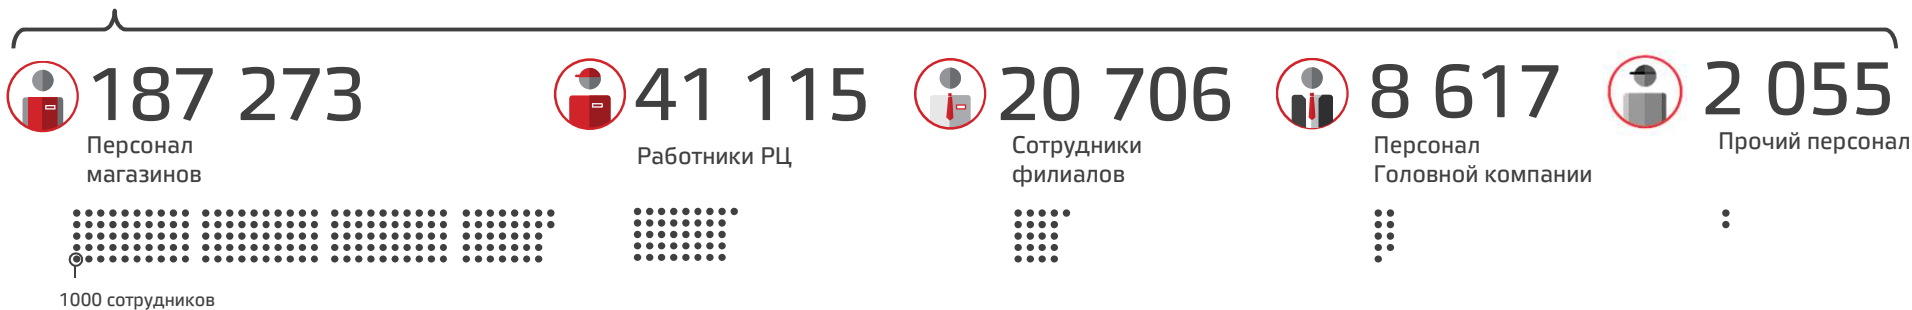 187 273
Персонал
магазинов
41 115
Работники РЦ
20 706
Сотрудники
филиалов
8 617
Персонал
Головной компании
2 055
Прочий персонал
1000 сотрудников